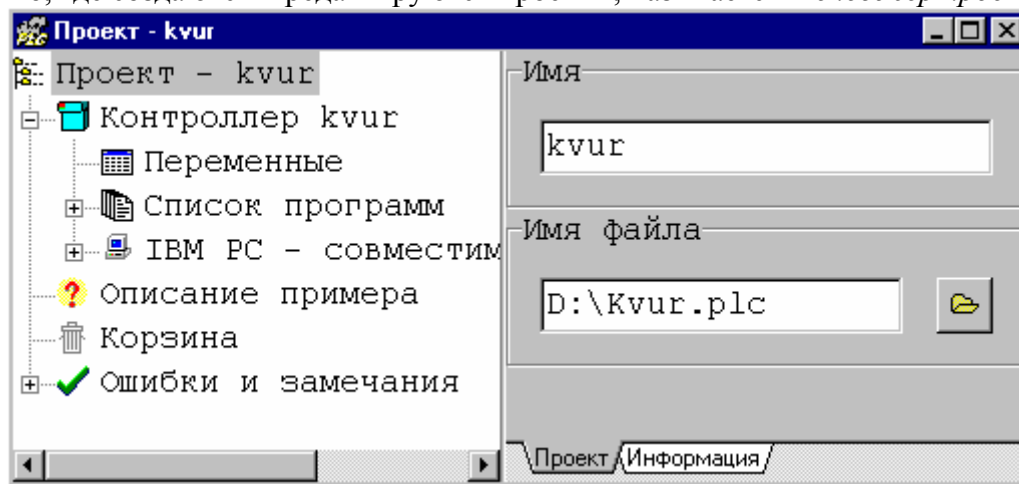 Проект - kvur
Проект - kvur
Контроллер kvur
Переменные
Список программ
IBM PC - совместим
Описание примера
Корзина
Ошибки и замечания
Имя
kvur
Имя файла
D:\Kvur.plc
Проект
Информация